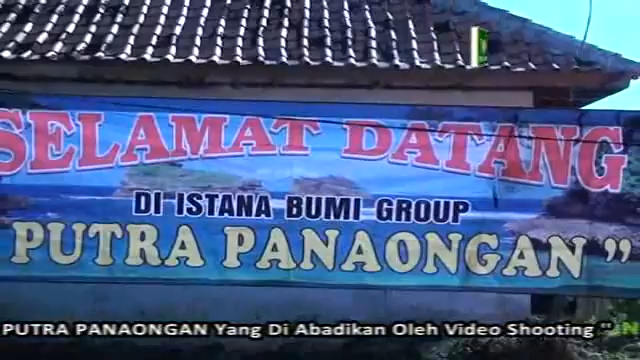 SELAMAT DATANG
DI ISTANA BUMI GROUP
PUTRA PANAONGAN "
PUTRA PANAONGAN Yang Di Abadikan Oleh Video Shooting "